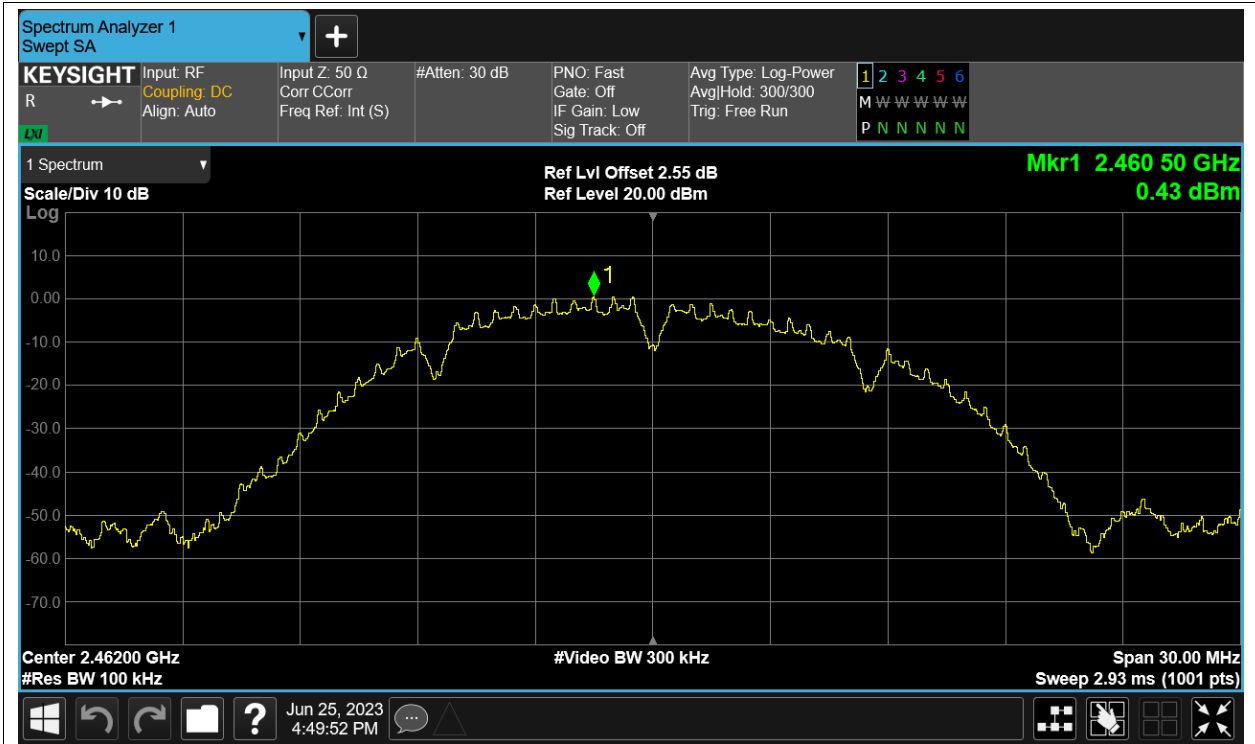 Spectrum Analyzer 1
Swept SA
+
KEYSIGHT
R
LXI
Input: RF
Coupling: DC
Align: Auto
Input Z: 50 Ω
Corr CCorr
Freq Ref: Int (S)
#Atten: 30 dB
PNO: Fast
Gate: Off
IF Gain: Low
Sig Track: Off
Avg Type: Log-Power
Avg|Hold: 300/300
Trig: Free Run
1 2 3 4 5 6
M W W W W W
P N N N N N
1 Spectrum
Scale/Div 10 dB
Log
Ref Lvl Offset 2.55 dB
Ref Level 20.00 dBm
Mkr1 2.460 50 GHz
0.43 dBm
1
10.0
0.00
-10.0
-20.0
-30.0
-40.0
-50.0
-60.0
-70.0
Center 2.46200 GHz
#Res BW 100 kHz
#Video BW 300 kHz
Span 30.00 MHz
Sweep 2.93 ms (1001 pts)
?
Jun 25, 2023
4:49:52 PM